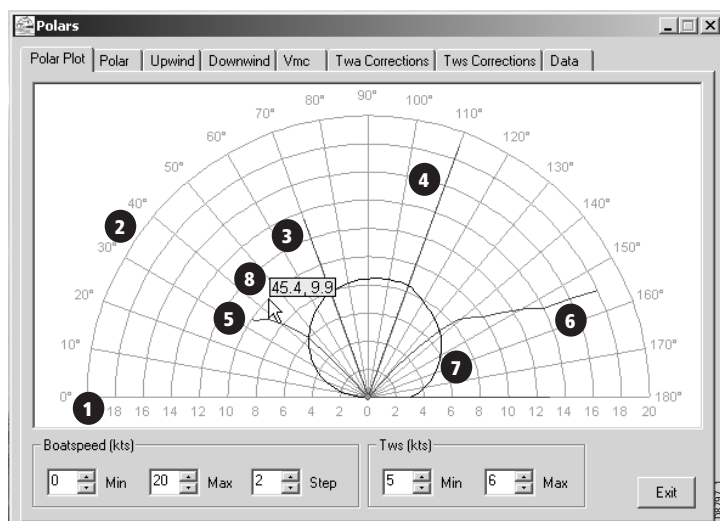 Polars
Polar Plot Polar Upwind Downwind Vmc Twa Corrections Tws Corrections Data
90°
80° 100°
70° 110°
60° 120°
50° 130°
40° 140°
30° 150°
20° 160°
10° 170°
0° 180°
2
4
3
8
45.4, 9.9
5
6
7
1
18 16 14 12 10 8 6 4 2 0 2 4 6 8 10 12 14 16 18 20
Boatspeed (kts)
0 Min 20 Max 2 Step
Tws (kts)
5 Min 6 Max
Exit